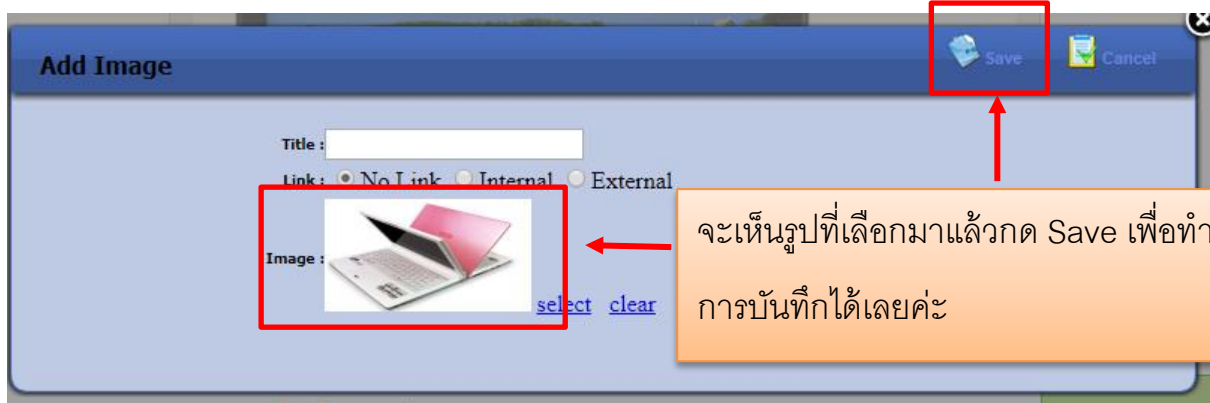 Add Image
Save
Cancel
Title :
Link : No Link Internal External
Image :
select clear
จะเห็นรูปที่เลือกมาแล้วกด Save เพื่อทำ
การบันทึกได้เลยค่ะ